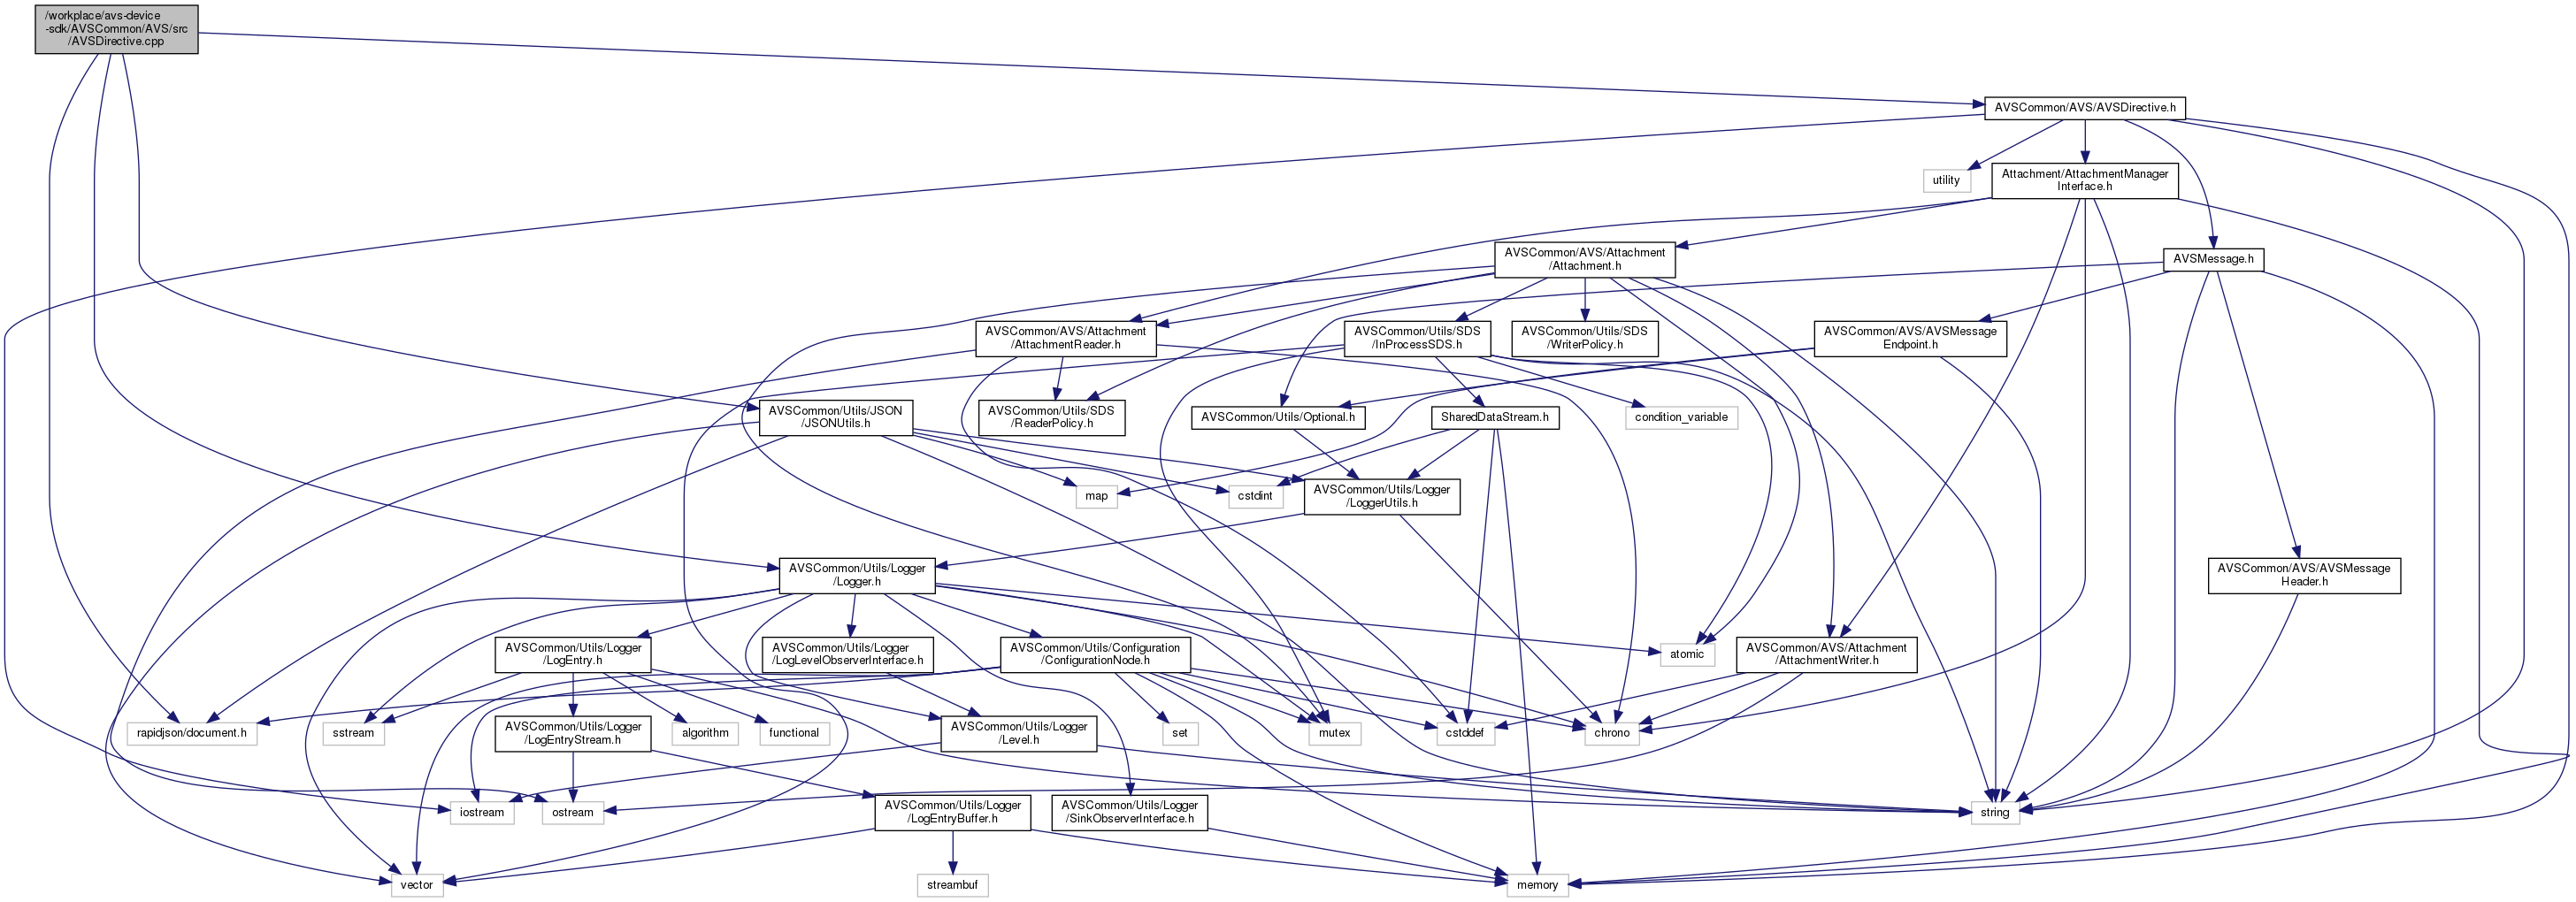 /workplace/avs-device
-sdk/AVSCommon/AVS/src
/AVSDirective.cpp
AVSCommon/AVS/AVSDirective.h
utility
Attachment/AttachmentManager
Interface.h
AVSCommon/AVS/Attachment
/Attachment.h
AVSMessage.h
AVSCommon/AVS/Attachment
/AttachmentReader.h
AVSCommon/Utils/SDS
/InProcessSDS.h
AVSCommon/Utils/SDS
/WriterPolicy.h
AVSCommon/AVS/AVSMessage
Endpoint.h
AVSCommon/Utils/JSON
/JSONUtils.h
AVSCommon/Utils/SDS
/ReaderPolicy.h
AVSCommon/Utils/Optional.h
SharedDataStream.h
condition_variable
map
cstdint
AVSCommon/Utils/Logger
/LoggerUtils.h
AVSCommon/Utils/Logger
/Logger.h
AVSCommon/AVS/AVSMessage
Header.h
AVSCommon/Utils/Logger
/LogEntry.h
AVSCommon/Utils/Logger
/LogLevelObserverInterface.h
AVSCommon/Utils/Configuration
/ConfigurationNode.h
atomic
AVSCommon/AVS/Attachment
/AttachmentWriter.h
rapidjson/document.h
sstream
AVSCommon/Utils/Logger
/LogEntryStream.h
algorithm
functional
AVSCommon/Utils/Logger
/Level.h
set
mutex
cstddef
chrono
iostream
ostream
AVSCommon/Utils/Logger
/LogEntryBuffer.h
AVSCommon/Utils/Logger
/SinkObserverInterface.h
string
vector
streambuf
memory